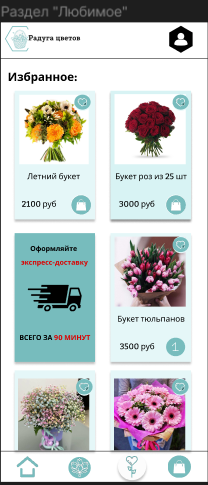 Раздел "Любимое"
Радуга цветов
Избранное:
Летний букет
2100 руб
Букет роз из 25 шт
3000 руб
Оформляйте
экспресс-доставку
ВСЕГО ЗА 90 МИНУТ
Букет тюльпанов
3500 руб
1